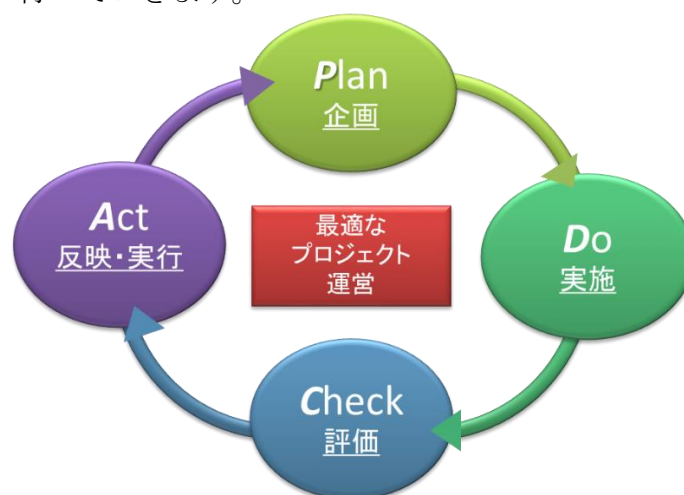 Plan
企画
Do
実施
Check
評価
Act
反映・実行
最適な
プロジェクト
運営